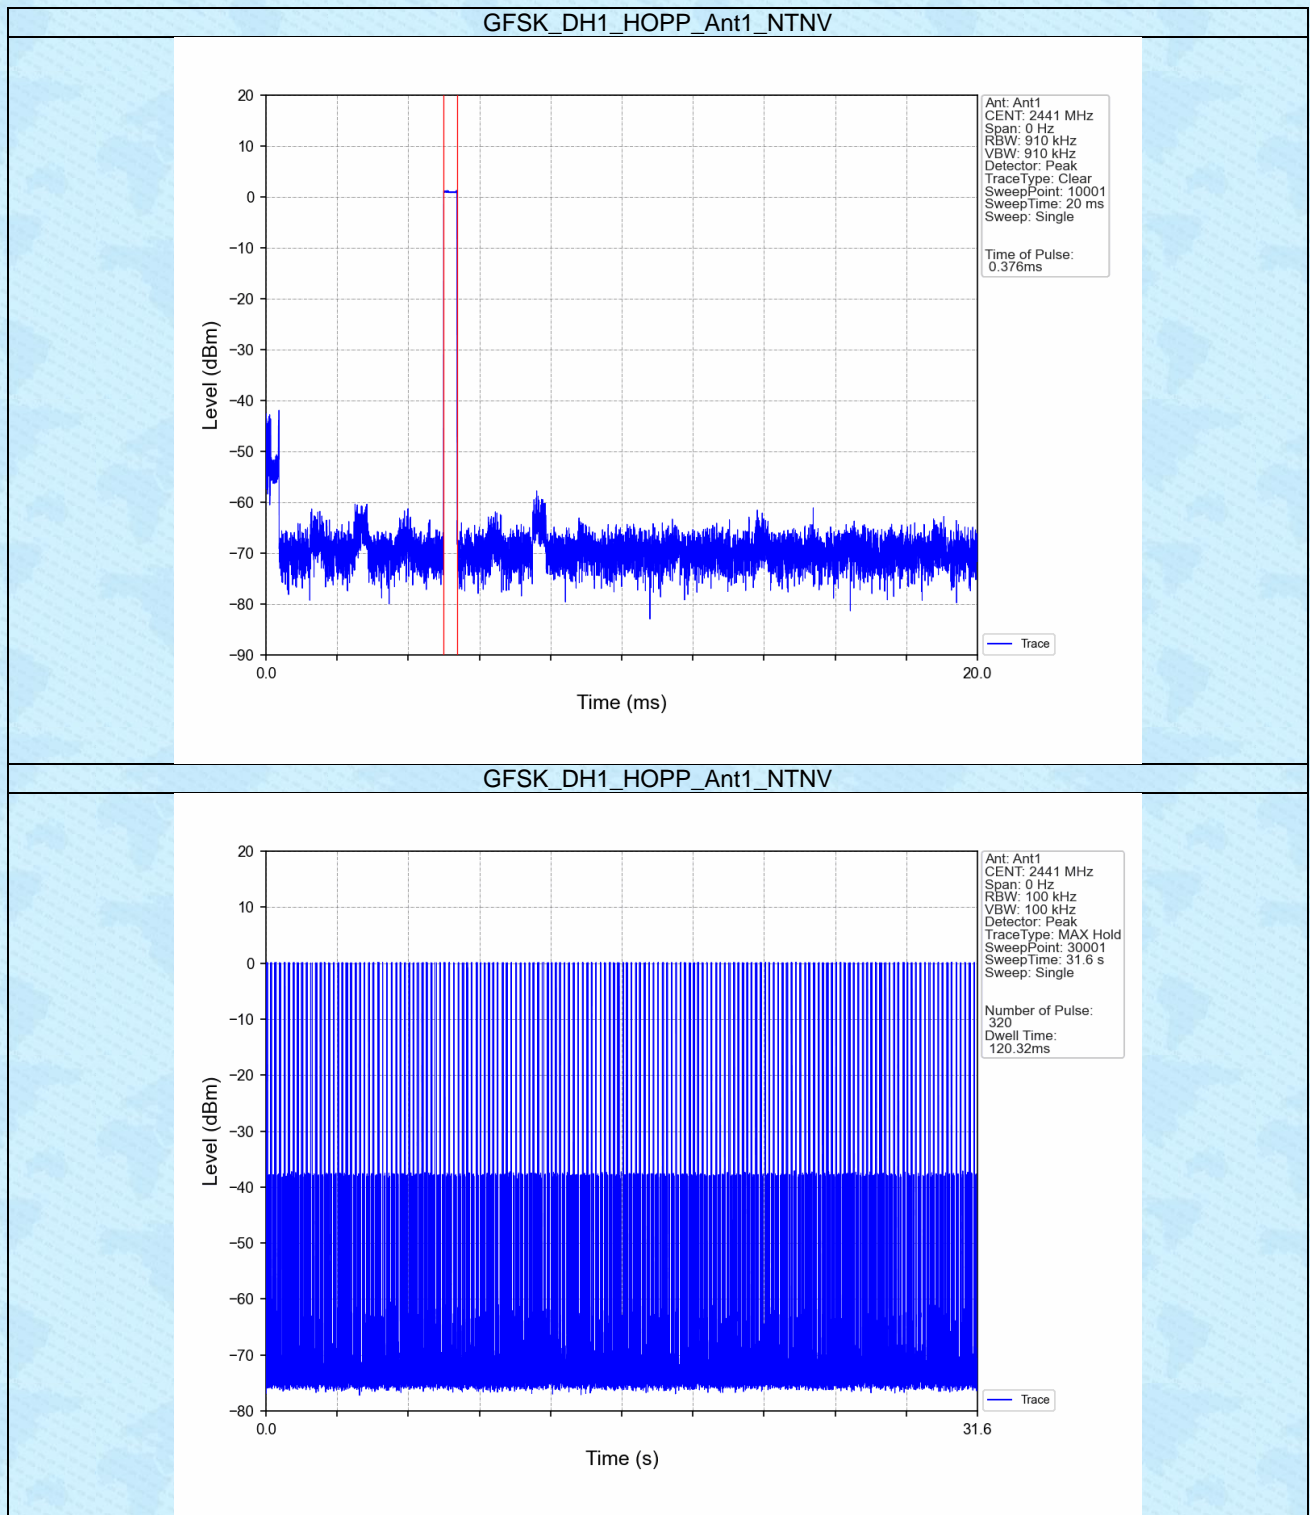 GFSK_DH1_HOPP_Ant1_NTNV
20
10
0
−10
−20
−30
−40
−50
−60
−70
−80
−90
Level (dBm)
0.0
20.0
Time (ms)
Ant: Ant1
CENT: 2441 MHz
Span: 0 Hz
RBW: 910 kHz
VBW: 910 kHz
Detector: Peak
TraceType: Clear
SweepPoint: 10001
SweepTime: 20 ms
Sweep: Single
Time of Pulse:
0.376ms
Trace
GFSK_DH1_HOPP_Ant1_NTNV
20
10
0
−10
−20
−30
−40
−50
−60
−70
−80
Level (dBm)
0.0
31.6
Time (s)
Ant: Ant1
CENT: 2441 MHz
Span: 0 Hz
RBW: 100 kHz
VBW: 100 kHz
Detector: Peak
TraceType: MAX Hold
SweepPoint: 30001
SweepTime: 31.6 s
Sweep: Single
Number of Pulse:
320
Dwell Time:
120.32ms
Trace